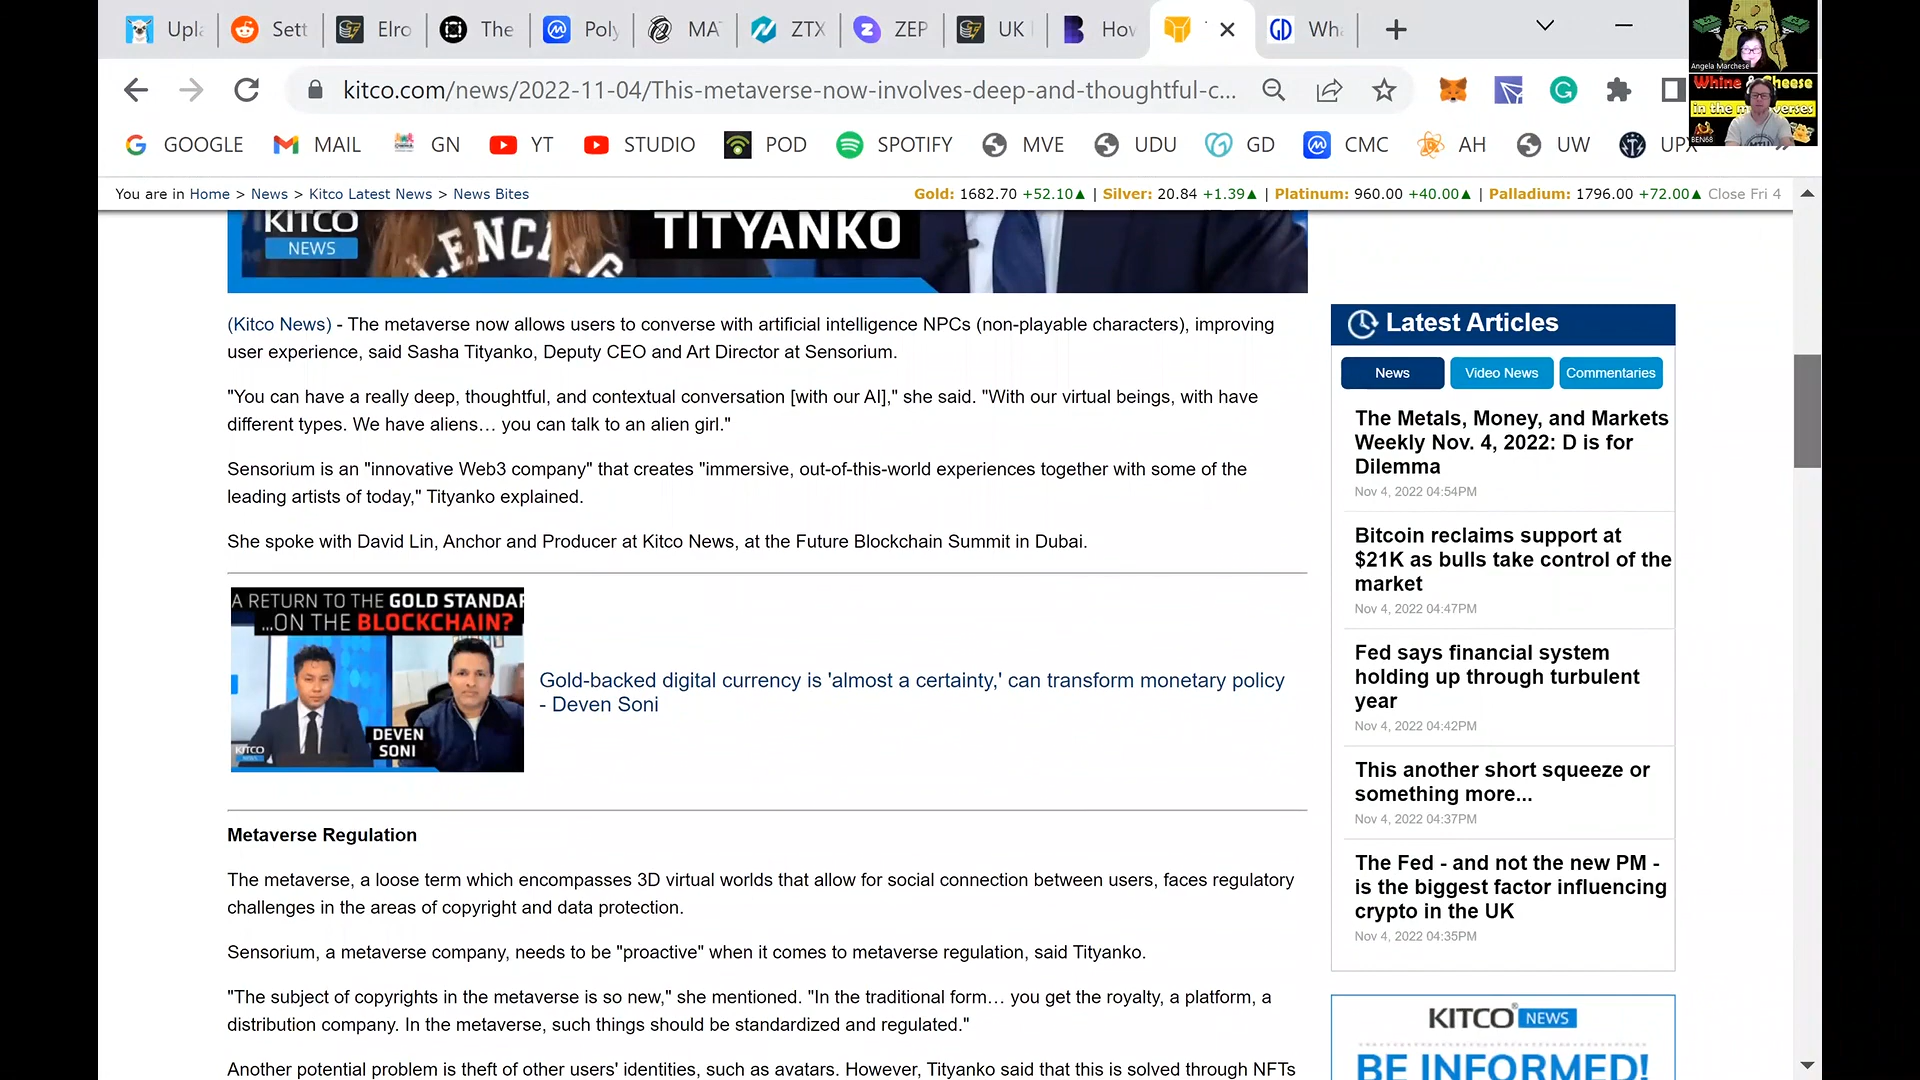 Upl
Sett
Elro
The
Poly
MA
ZTX
ZEP
UK
How
Wh
Angela Marchese
kitco.com/news/2022-11-04/This-metaverse-now-involves-deep-and-thoughtful-c...
Whine & Cheese
in the metaverses
BEN68
GOOGLE
MAIL
GN
YT
STUDIO
POD
SPOTIFY
MVE
UDU
GD
CMC
AH
UW
UPX
You are in Home > News > Kitco Latest News > News Bites
Gold: 1682.70 +52.10▲ | Silver: 20.84 +1.39▲ | Platinum: 960.00 +40.00▲ | Palladium: 1796.00 +72.00▲ Close Fri 4
KITCO
NEWS
TITYANKO
(Kitco News) - The metaverse now allows users to converse with artificial intelligence NPCs (non-playable characters), improving
user experience, said Sasha Tityanko, Deputy CEO and Art Director at Sensorium.
"You can have a really deep, thoughtful, and contextual conversation [with our AI]," she said. "With our virtual beings, with have
different types. We have aliens… you can talk to an alien girl."
Sensorium is an "innovative Web3 company" that creates "immersive, out-of-this-world experiences together with some of the
leading artists of today," Tityanko explained.
She spoke with David Lin, Anchor and Producer at Kitco News, at the Future Blockchain Summit in Dubai.
A RETURN TO THE GOLD STANDAR
...ON THE BLOCKCHAIN?
DEVEN
SONI
KITCO
NEWS
Gold-backed digital currency is 'almost a certainty,' can transform monetary policy
- Deven Soni
Metaverse Regulation
The metaverse, a loose term which encompasses 3D virtual worlds that allow for social connection between users, faces regulatory
challenges in the areas of copyright and data protection.
Sensorium, a metaverse company, needs to be "proactive" when it comes to metaverse regulation, said Tityanko.
"The subject of copyrights in the metaverse is so new," she mentioned. "In the traditional form… you get the royalty, a platform, a
distribution company. In the metaverse, such things should be standardized and regulated."
Another potential problem is theft of other users' identities, such as avatars. However, Tityanko said that this is solved through NFTs
Latest Articles
News
Video News
Commentaries
The Metals, Money, and Markets
Weekly Nov. 4, 2022: D is for
Dilemma
Nov 4, 2022 04:54PM
Bitcoin reclaims support at
$21K as bulls take control of the
market
Nov 4, 2022 04:47PM
Fed says financial system
holding up through turbulent
year
Nov 4, 2022 04:42PM
This another short squeeze or
something more...
Nov 4, 2022 04:37PM
The Fed - and not the new PM -
is the biggest factor influencing
crypto in the UK
Nov 4, 2022 04:35PM
KITCO® NEWS
BE INFORMED!